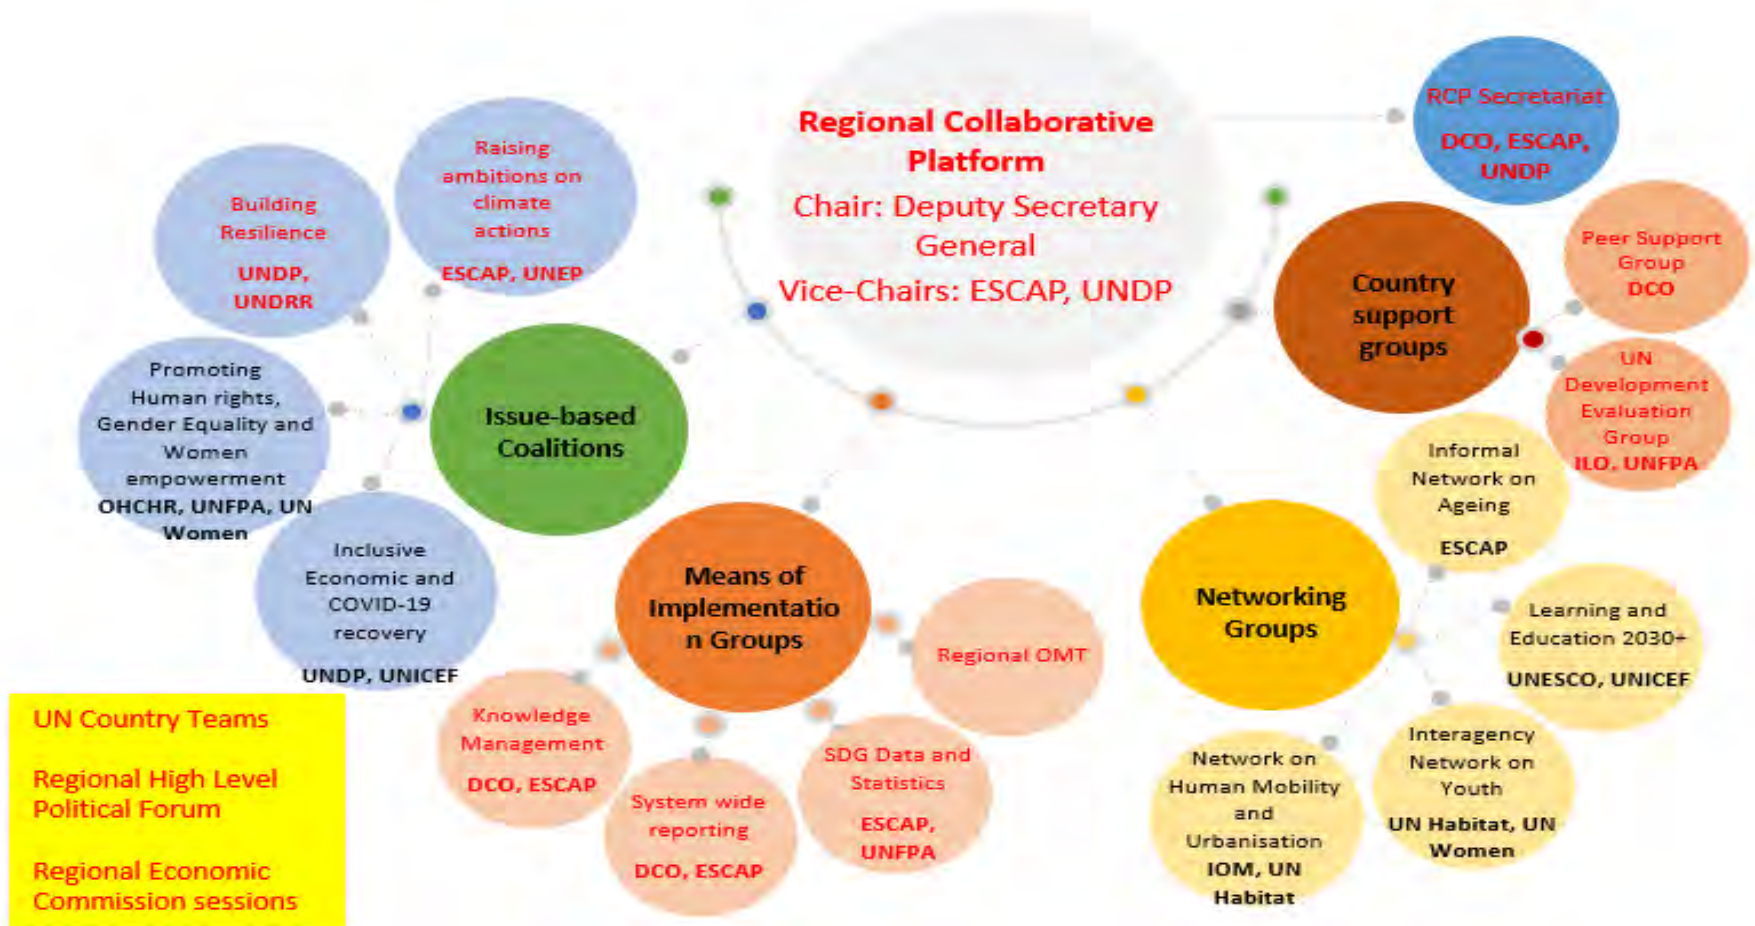 Regional Collaborative
Platform
Chair: Deputy Secretary
General
Vice-Chairs: ESCAP, UNDP
RCP Secretariat
DCO, ESCAP,
UNDP
Raising
ambitions on
climate
actions
ESCAP, UNEP
Building
Resilience
UNDP,
UNDRR
Promoting
Human rights,
Gender Equality and
Women
empowerment
OHCHR, UNFPA, UN
Women
Inclusive
Economic and
COVID-19
recovery
UNDP, UNICEF
Issue-based
Coalitions
Means of
Implementatio
n Groups
Knowledge
Management
DCO, ESCAP
System wide
reporting
DCO, ESCAP
SDG Data and
Statistics
ESCAP,
UNFPA
Regional OMT
Networking
Groups
Informal
Network on
Ageing
ESCAP
Learning and
Education 2030+
UNESCO, UNICEF
Interagency
Network on
Youth
UN Habitat, UN
Women
Network on
Human Mobility
and
Urbanisation
IOM, UN
Habitat
Country
support
groups
Peer Support
Group
DCO
UN
Development
Evaluation
Group
ILO, UNFPA
UN Country Teams
Regional High Level
Political Forum
Regional Economic
Commission sessions